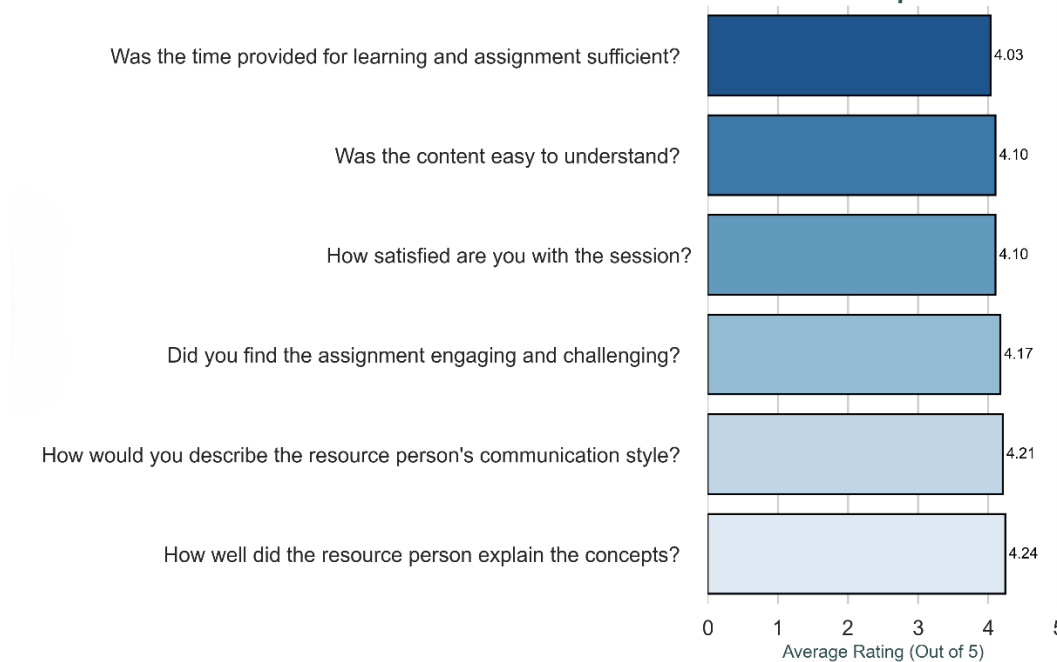 Was the time provided for learning and assignment sufficient?
4.03
Was the content easy to understand?
4.10
How satisfied are you with the session?
4.10
Did you find the assignment engaging and challenging?
4.17
How would you describe the resource person's communication style?
4.21
How well did the resource person explain the concepts?
4.24
0 1 2 3 4
Average Rating (Out of 5)